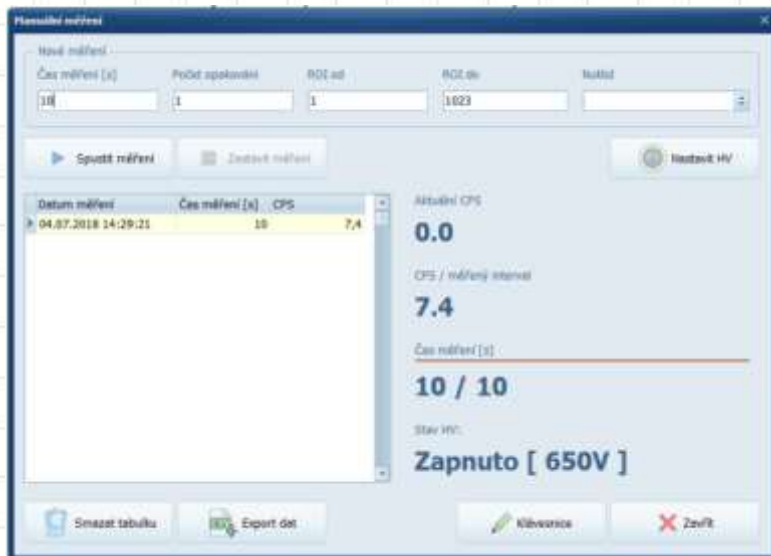 Manuální měření
Nové měření
Čas měření [s] Počet opakování ROI od ROI do Nuklid
10 1 1 1023
Spustit měření Zastavit měření Nastavit HV
Datum měření Čas měření [s] CPS
04.07.2018 14:29:21 10 7,4
Aktuální CPS
0.0
CPS / měřený interval
7.4
Čas měření [s]
10 / 10
Stav HV:
Zapnuto [ 650V ]
Smazat tabulku Export dat Klávesnice Zavřít